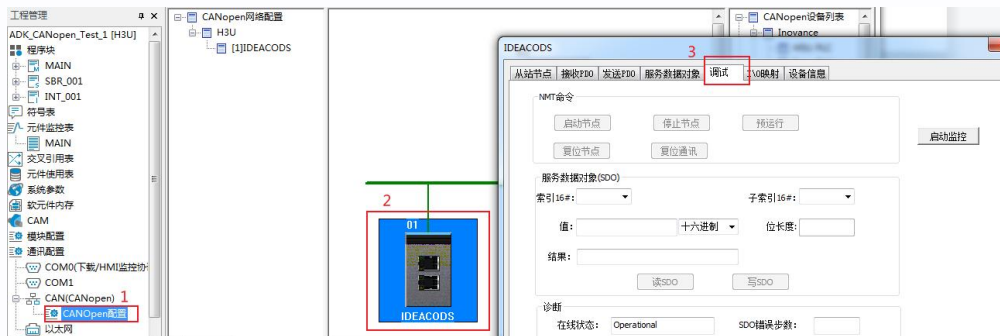 工程管理
ADK_CANopen_Test_1 [H3U]
程序块
MAIN
SBR_001
INT_001
符号表
元件监控表
MAIN
交叉引用表
元件使用表
系统参数
软元件内存
CAM
模块配置
通讯配置
COM0(下载/HMI监控协
COM1
CAN(CANopen)
1
CANOpen配置
以太网
CANopen网络配置
H3U
[1]IDEACODS
2
01
IDEACODS
CANopen设备列表
Inovance
IDEACODS
3
从站节点
接收PDO
发送PDO
服务数据对象
调试
I\O映射
设备信息
NMT命令
启动节点
停止节点
预运行
复位节点
复位通讯
启动监控
服务数据对象(SDO)
索引16#:
子索引16#:
值:
十六进制
位长度:
结果:
读SDO
写SDO
诊断
在线状态:
Operational
SDO错误步数: